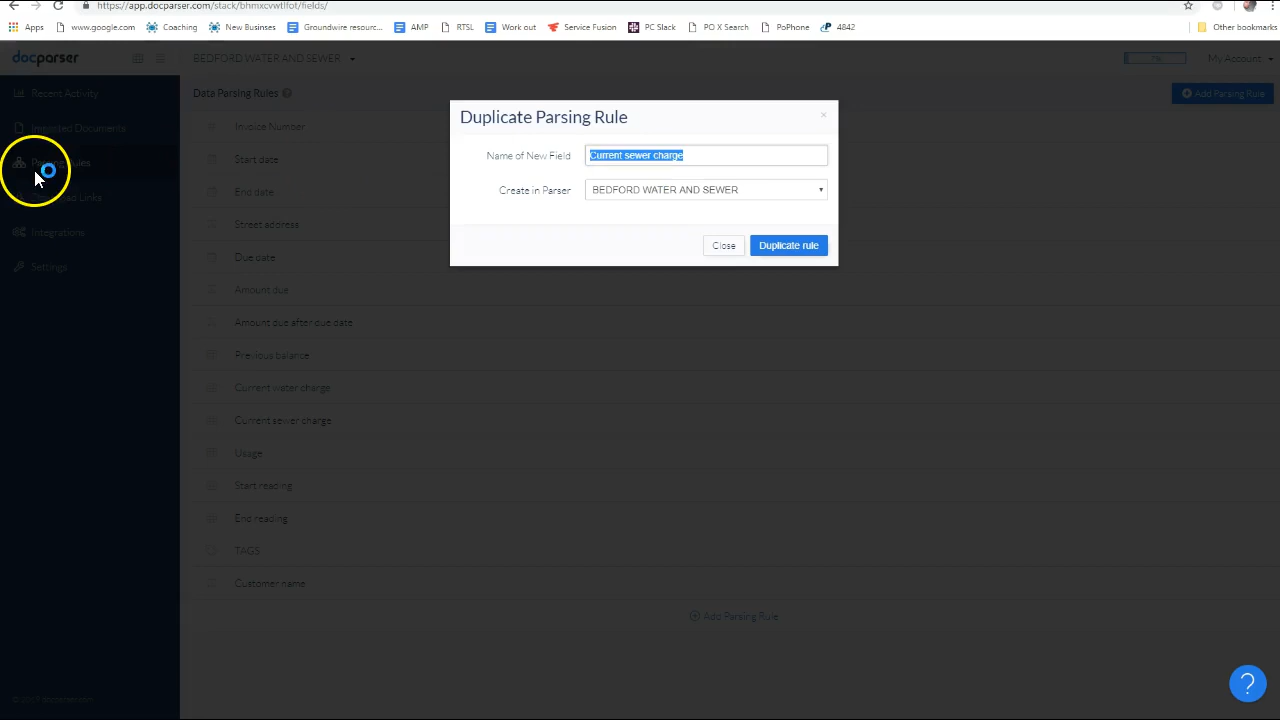 https://app.docparser.com/stack/bhmxcvwtlfot/fields/
Apps
www.google.com
Coaching
New Businses
Groundwire resourc...
AMP
RTSL
Work out
Service Fusion
PC Slack
PO X Search
PoPhone
4842
Other bookmarks
docparser
BEDFORD WATER AND SEWER
7%
My Account
Recent Activity
Imported Documents
Parsing Rules
Download Links
Integrations
Settings
Data Parsing Rules
Add Parsing Rule
Invoice Number
Start date
End date
Street address
Due date
Amount due
Amount due after due date
Previous balance
Current water charge
Current sewer charge
Usage
Start reading
End reading
TAGS
Customer name
Add Parsing Rule
Duplicate Parsing Rule
×
Name of New Field
Current sewer charge
Create in Parser
BEDFORD WATER AND SEWER
Close
Duplicate rule
© 2017 docparser.com
?